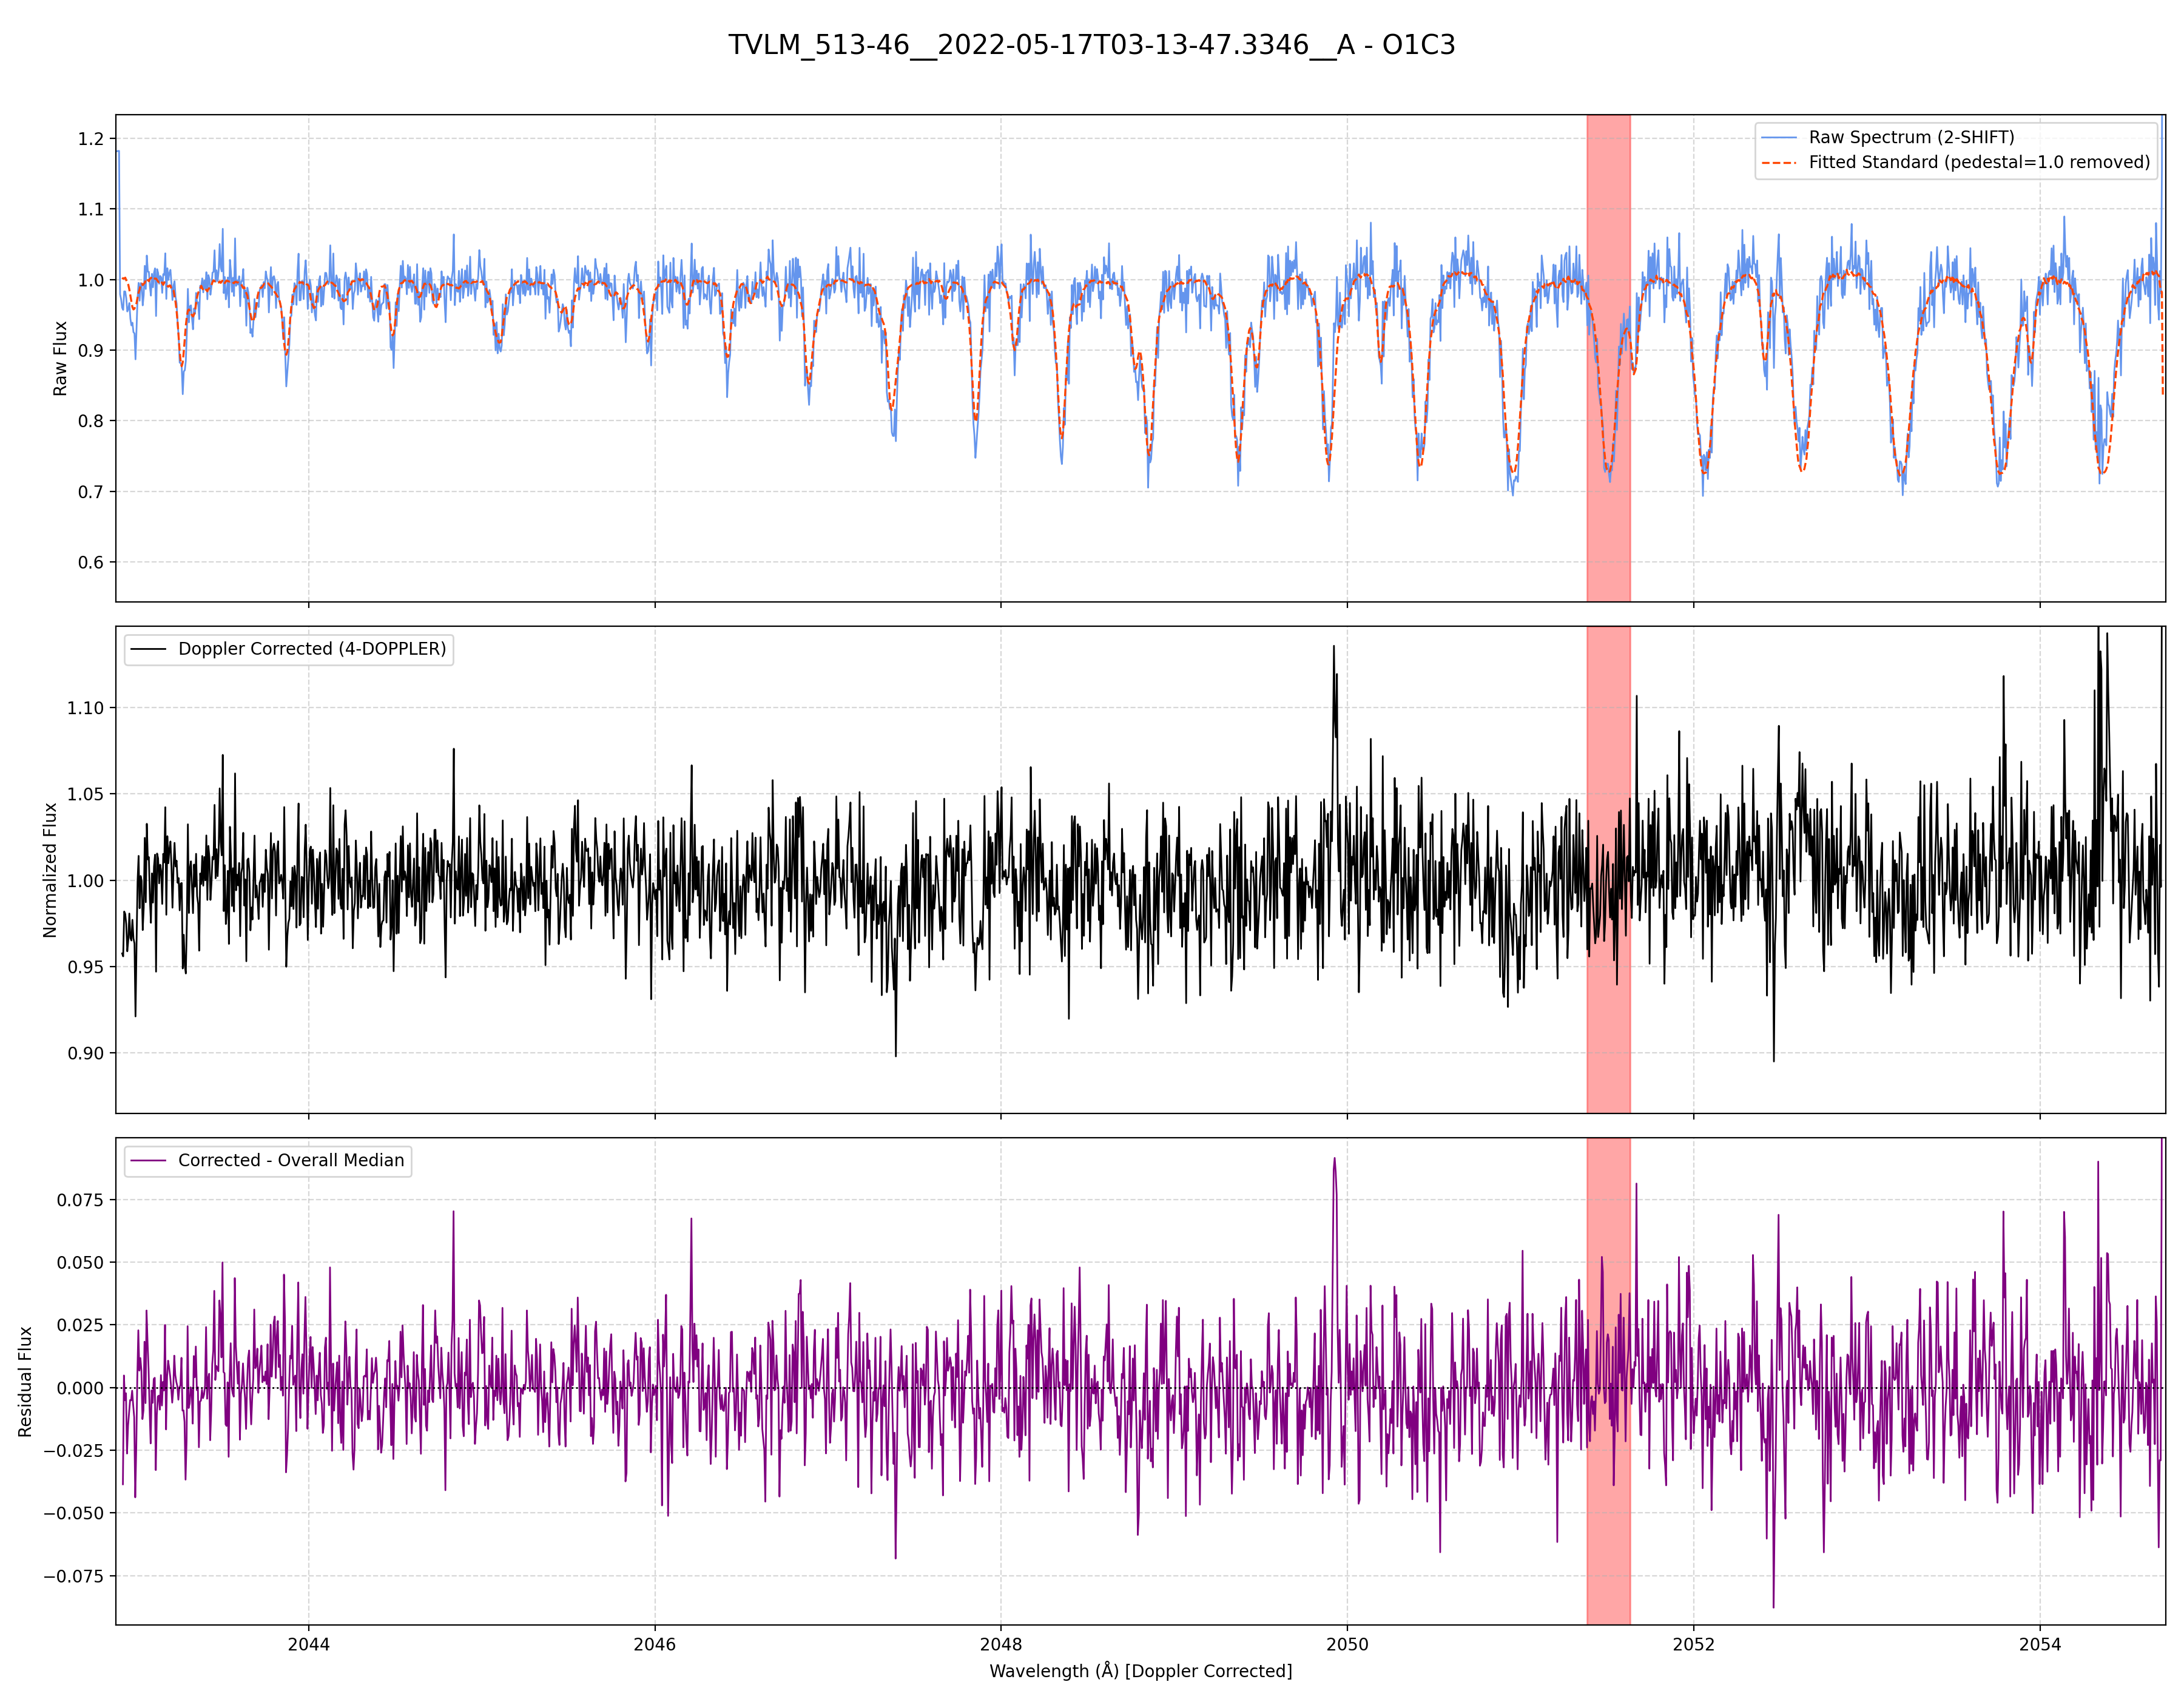 TVLM_513-46__2022-05-17T03-13-47.3346__A - O1C3
Raw Flux
1.2
1.1
1.0
0.9
0.8
0.7
0.6
Raw Spectrum (2-SHIFT)
Fitted Standard (pedestal=1.0 removed)
Normalized Flux
1.10
1.05
1.00
0.95
0.90
Doppler Corrected (4-DOPPLER)
Residual Flux
0.075
0.050
0.025
0.000
−0.025
−0.050
−0.075
Corrected - Overall Median
2044
2046
2048
2050
2052
2054
Wavelength (Å) [Doppler Corrected]